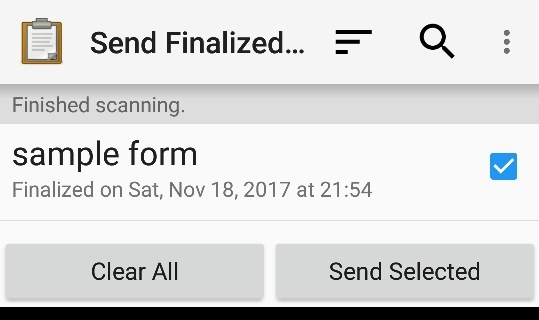 Send Finalized...
Finished scanning.
sample form
Finalized on Sat, Nov 18, 2017 at 21:54
Clear All
Send Selected